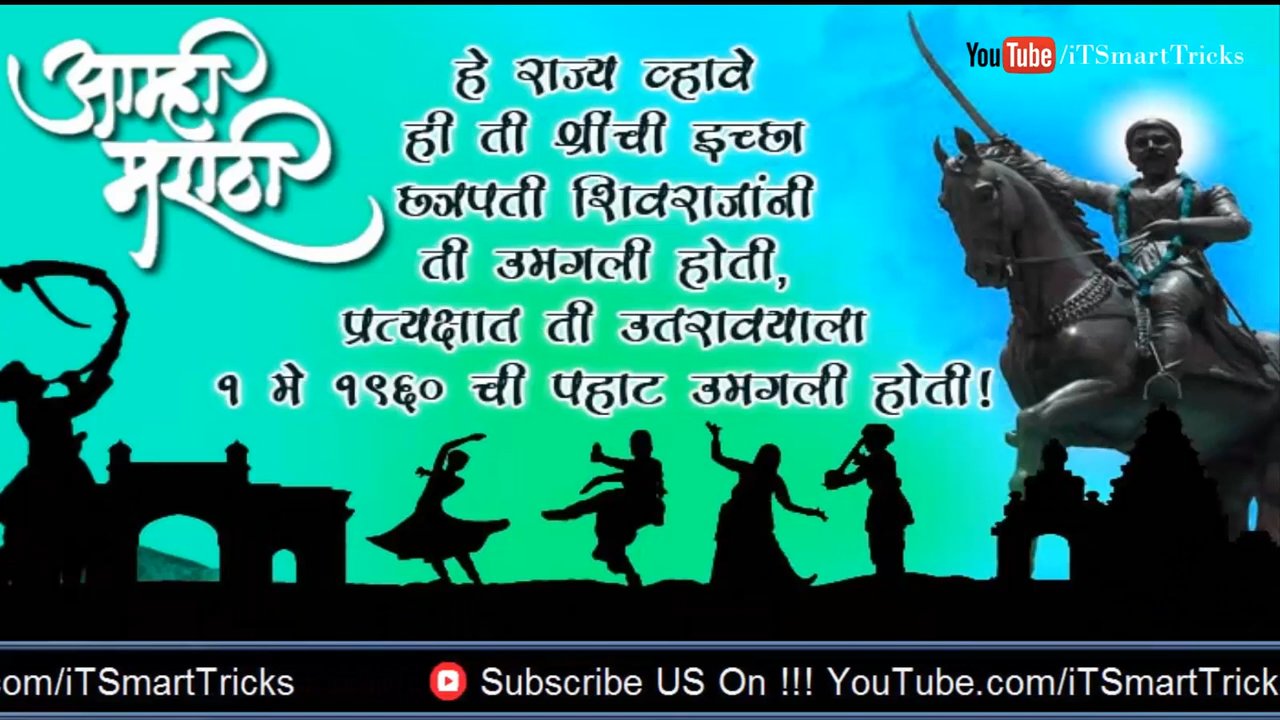 आम्ही
मराठी
YouTube/iTSmartTricks
हे राज्य व्हावे
ही ती श्रींची इच्छा
छत्रपती शिवराजांनी
ती उमगली होती,
प्रत्यक्षात ती उतरावयाला
१ मे १९६० ची पहाट उमगली होती!
com/iTSmartTricks Subscribe US On !!! YouTube.com/iTSmartTrick